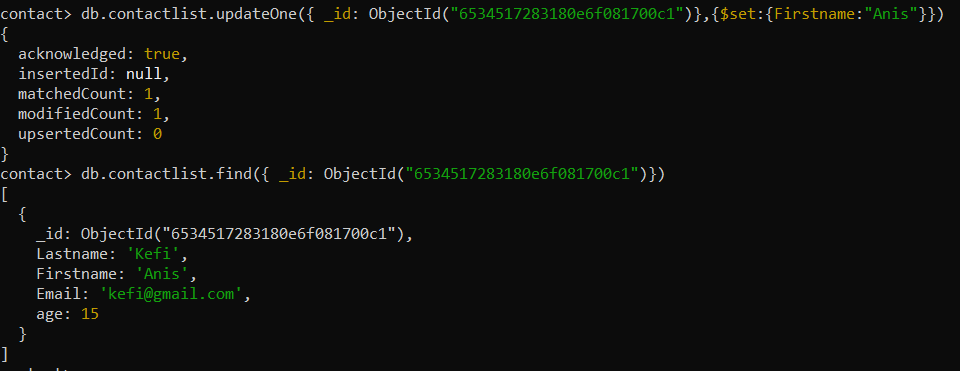 contact> db.contactlist.updateOne({ _id: ObjectId("6534517283180e6f081700c1")},{$set:{Firstname:"Anis"}})
{
  acknowledged: true,
  insertedId: null,
  matchedCount: 1,
  modifiedCount: 1,
  upsertedCount: 0
}
contact> db.contactlist.find({ _id: ObjectId("6534517283180e6f081700c1")})
[
  {
    _id: ObjectId("6534517283180e6f081700c1"),
    Lastname: 'Kefi',
    Firstname: 'Anis',
    Email: 'kefi@gmail.com',
    age: 15
  }
]